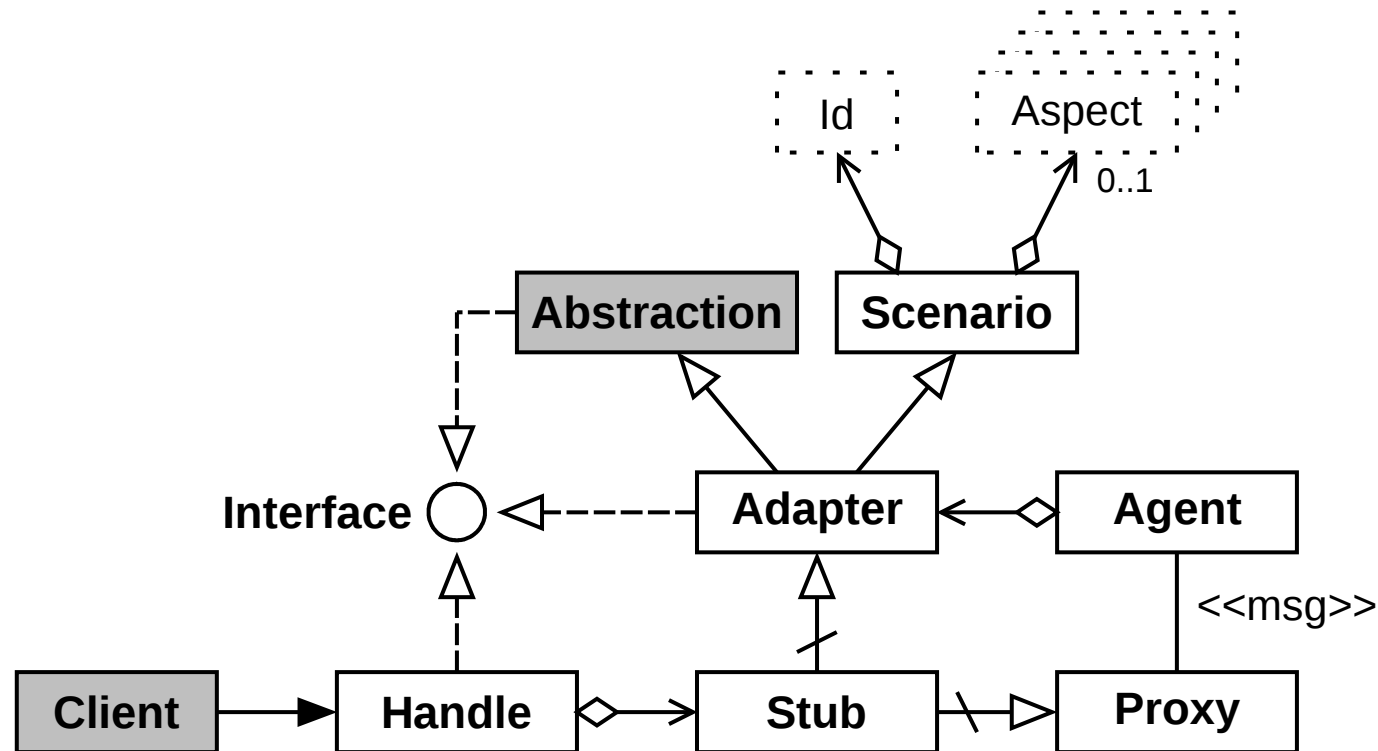 Id
Aspect
0..1
Abstraction
Scenario
Interface
Adapter
Agent
<<msg>>
Client
Handle
Stub
Proxy